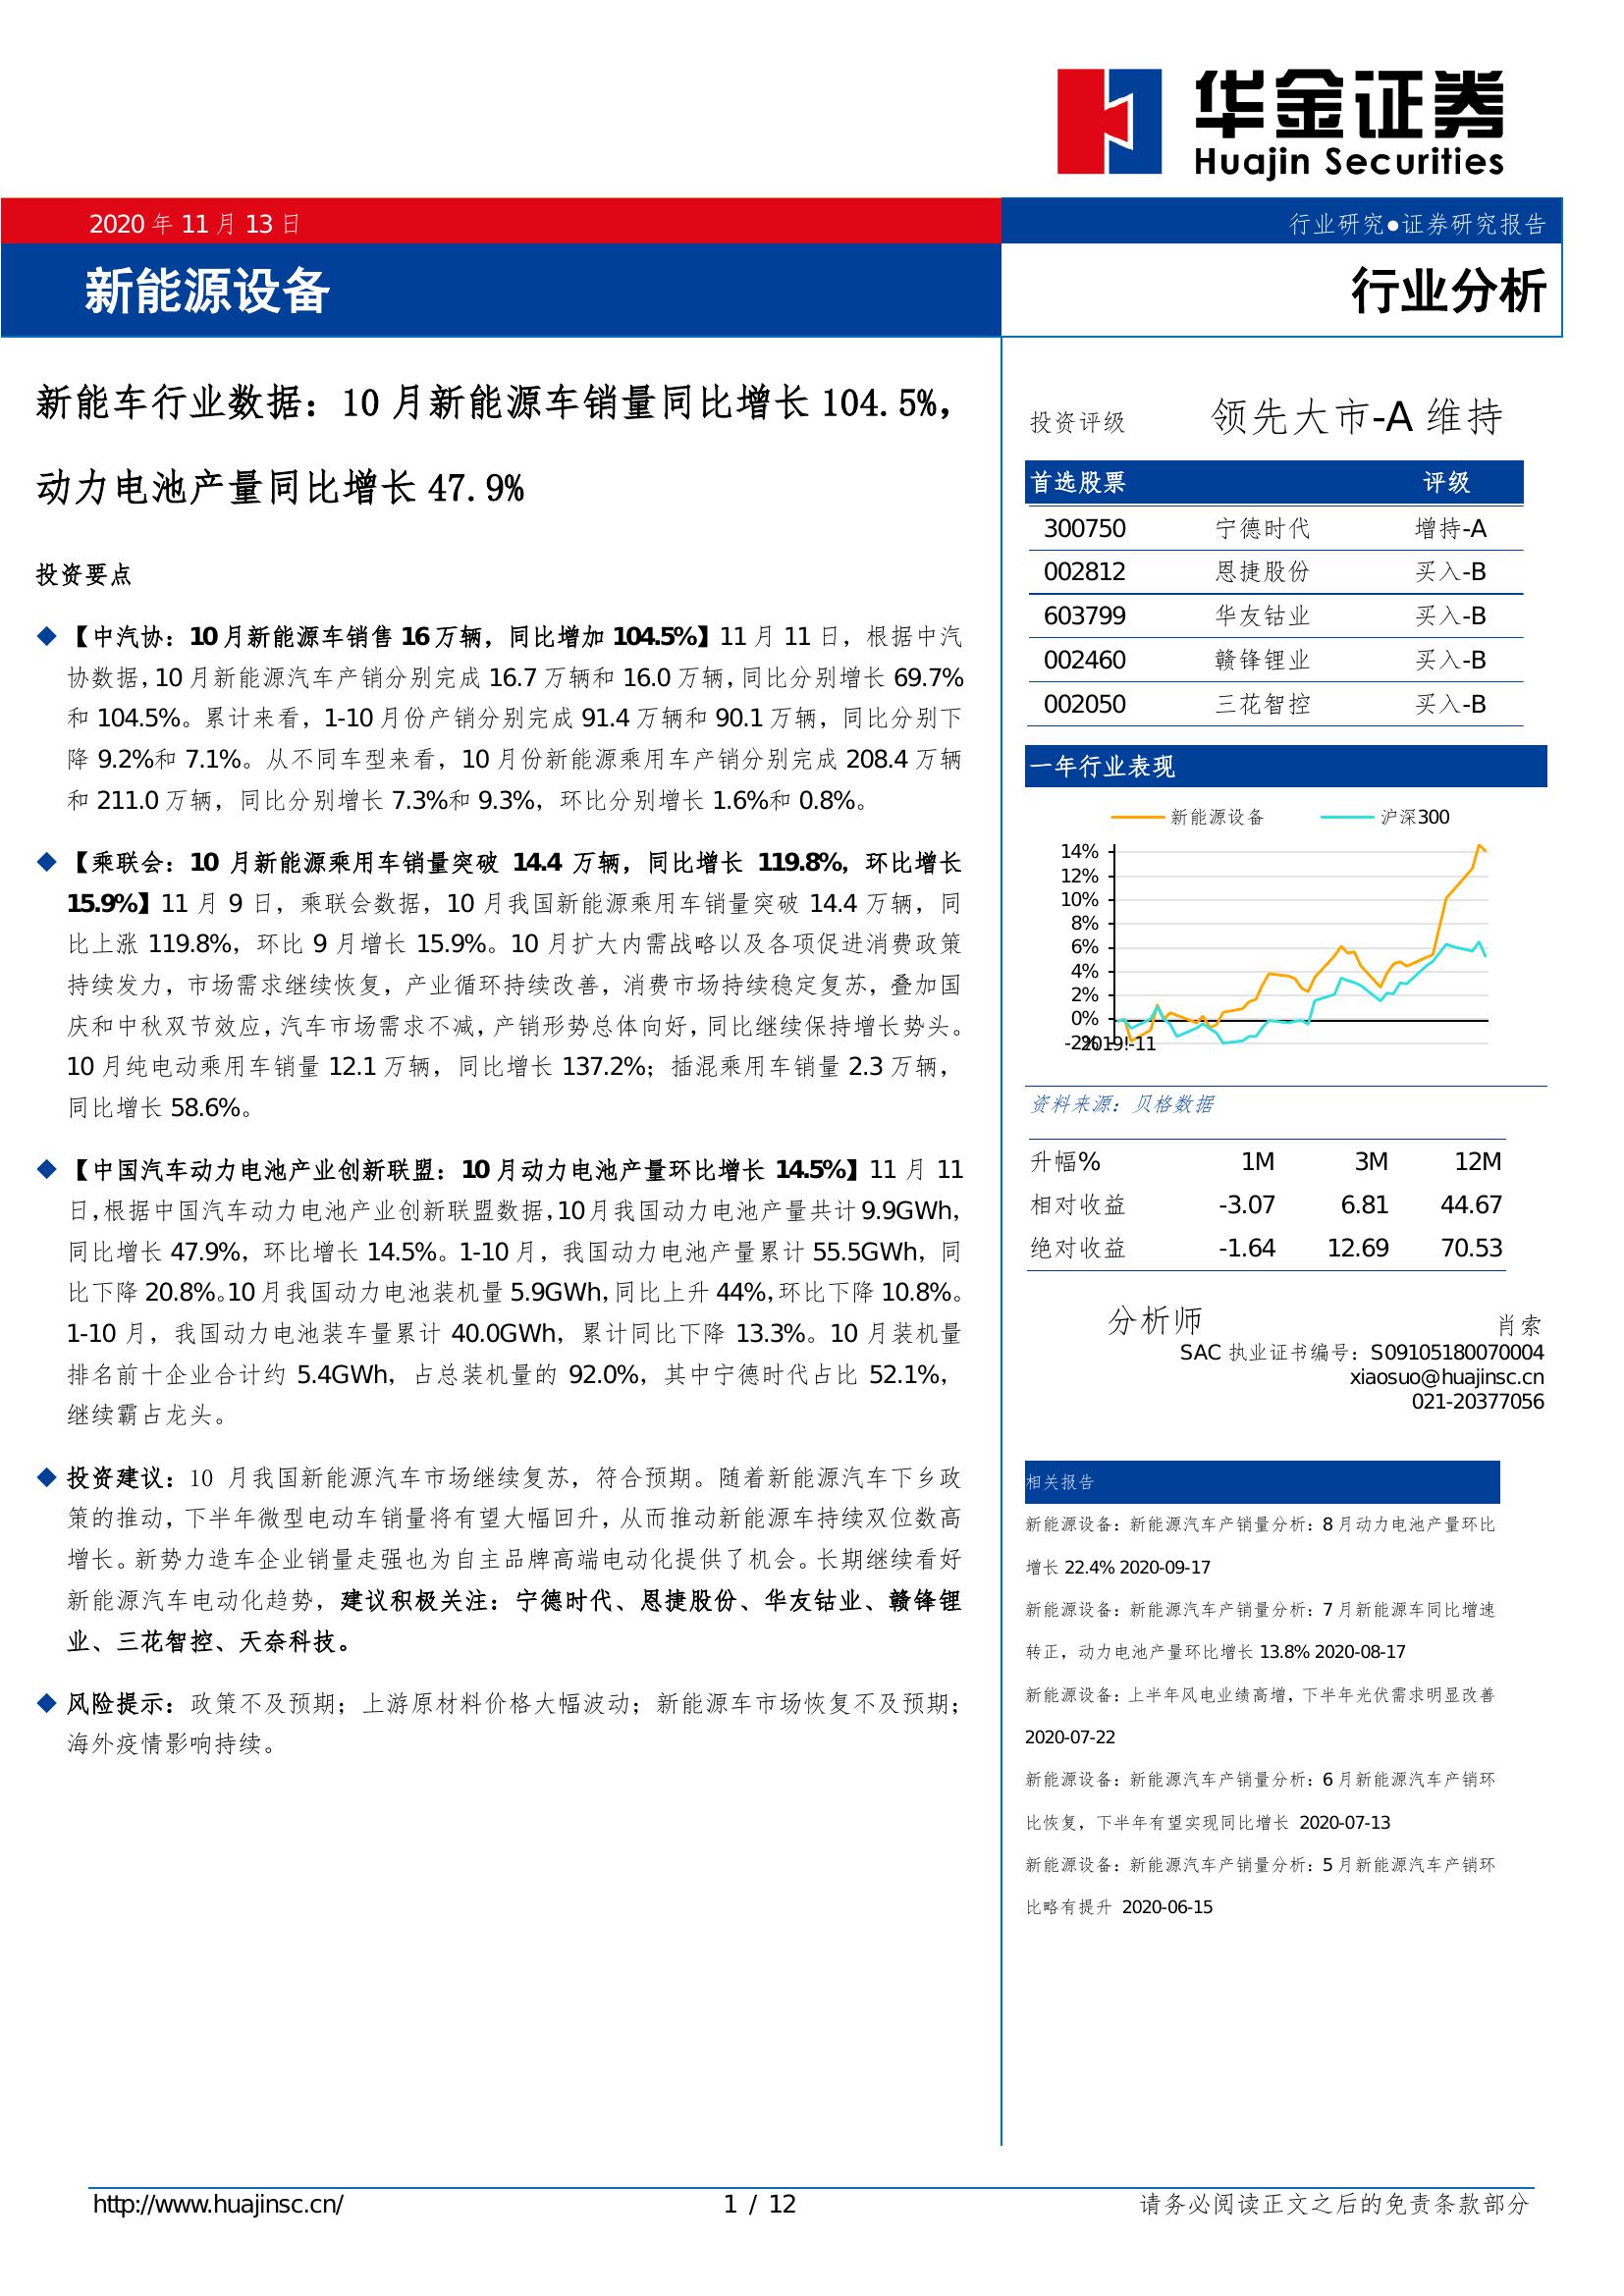 华金证券
Huajin Securities
2020 年 11 月 13 日
行业研究●证券研究报告
新能源设备
行业分析
新能车行业数据：10 月新能源车销量同比增长 104.5%，
动力电池产量同比增长 47.9%
投资要点
◆【中汽协：10 月新能源车销售 16 万辆，同比增加 104.5%】11 月 11 日，根据中汽
协数据，10 月新能源汽车产销分别完成 16.7 万辆和 16.0 万辆，同比分别增长 69.7%
和 104.5%。累计来看，1-10 月份产销分别完成 91.4 万辆和 90.1 万辆，同比分别下
降 9.2%和 7.1%。从不同车型来看，10 月份新能源乘用车产销分别完成 208.4 万辆
和 211.0 万辆，同比分别增长 7.3%和 9.3%，环比分别增长 1.6%和 0.8%。
◆【乘联会：10 月新能源乘用车销量突破 14.4 万辆，同比增长 119.8%，环比增长
15.9%】11 月 9 日，乘联会数据，10 月我国新能源乘用车销量突破 14.4 万辆，同
比上涨 119.8%，环比 9 月增长 15.9%。10 月扩大内需战略以及各项促进消费政策
持续发力，市场需求继续恢复，产业循环持续改善，消费市场持续稳定复苏，叠加国
庆和中秋双节效应，汽车市场需求不减，产销形势总体向好，同比继续保持增长势头。
10 月纯电动乘用车销量 12.1 万辆，同比增长 137.2%；插混乘用车销量 2.3 万辆，
同比增长 58.6%。
◆【中国汽车动力电池产业创新联盟：10 月动力电池产量环比增长 14.5%】11 月 11
日，根据中国汽车动力电池产业创新联盟数据，10 月我国动力电池产量共计 9.9GWh，
同比增长 47.9%，环比增长 14.5%。1-10 月，我国动力电池产量累计 55.5GWh，同
比下降 20.8%。10 月我国动力电池装机量 5.9GWh，同比上升 44%，环比下降 10.8%。
1-10 月，我国动力电池装车量累计 40.0GWh，累计同比下降 13.3%。10 月装机量
排名前十企业合计约 5.4GWh，占总装机量的 92.0%，其中宁德时代占比 52.1%，
继续霸占龙头。
◆ 投资建议：10 月我国新能源汽车市场继续复苏，符合预期。随着新能源汽车下乡政
策的推动，下半年微型电动车销量将有望大幅回升，从而推动新能源车持续双位数高
增长。新势力造车企业销量走强也为自主品牌高端电动化提供了机会。长期继续看好
新能源汽车电动化趋势，建议积极关注：宁德时代、恩捷股份、华友钴业、赣锋锂
业、三花智控、天奈科技。
◆ 风险提示：政策不及预期；上游原材料价格大幅波动；新能源车市场恢复不及预期；
海外疫情影响持续。
投资评级 领先大市-A 维持
首选股票 评级
300750 宁德时代 增持-A
002812 恩捷股份 买入-B
603799 华友钴业 买入-B
002460 赣锋锂业 买入-B
002050 三花智控 买入-B
一年行业表现
新能源设备 沪深300
14%
12%
10%
8%
6%
4%
2%
0%
-2%
2019!-11
资料来源：贝格数据
升幅% 1M 3M 12M
相对收益 -3.07 6.81 44.67
绝对收益 -1.64 12.69 70.53
分析师 肖索
SAC 执业证书编号：S09105180070004
xiaosuo@huajinsc.cn
021-20377056
相关报告
新能源设备：新能源汽车产销量分析：8 月动力电池产量环比
增长 22.4% 2020-09-17
新能源设备：新能源汽车产销量分析：7 月新能源车同比增速
转正，动力电池产量环比增长 13.8% 2020-08-17
新能源设备：上半年风电业绩高增，下半年光伏需求明显改善
2020-07-22
新能源设备：新能源汽车产销量分析：6 月新能源汽车产销环
比恢复，下半年有望实现同比增长 2020-07-13
新能源设备：新能源汽车产销量分析：5 月新能源汽车产销环
比略有提升 2020-06-15
http://www.huajinsc.cn/ 1 / 12 请务必阅读正文之后的免责条款部分